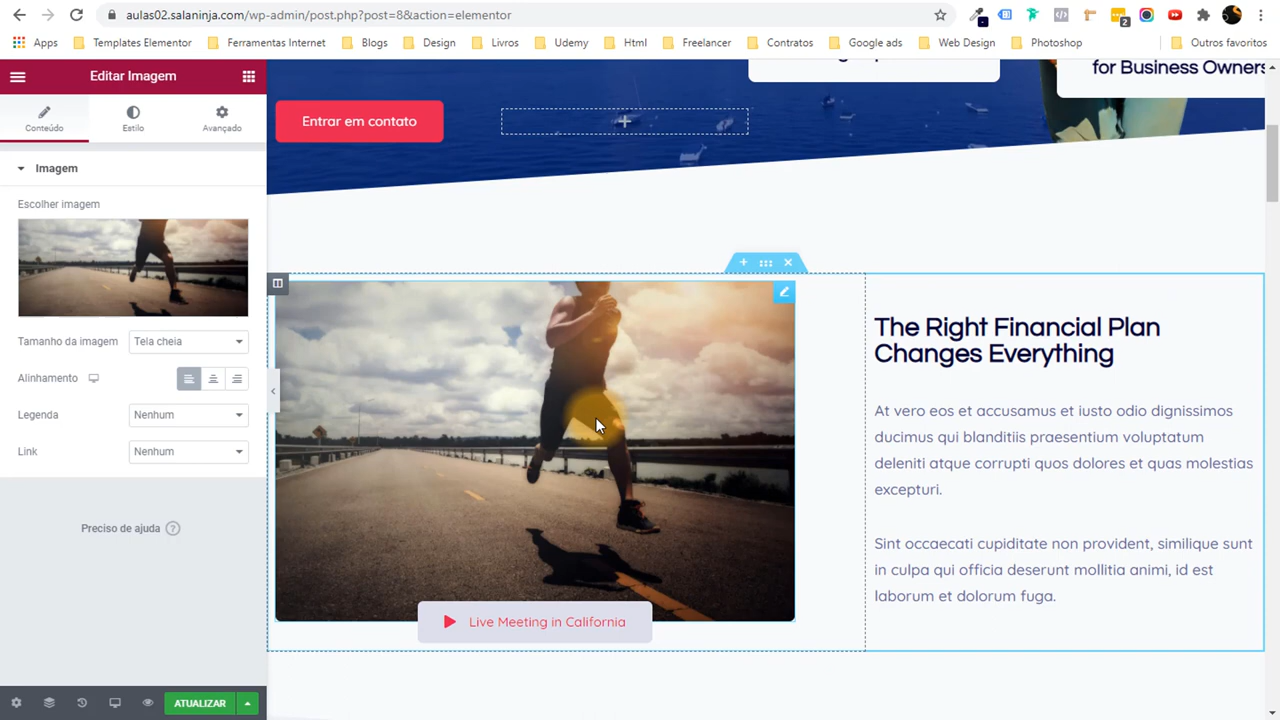 aulas02.salaninja.com/wp-admin/post.php?post=8&action=elementor
2
Apps Templates Elementor Ferramentas Internet Blogs Design Livros Udemy Html Freelancer Contratos Google ads Web Design Photoshop Outros favoritos
Editar Imagem
Conteúdo Estilo Avançado
Imagem
Escolher imagem
Tamanho da imagem Tela cheia
Alinhamento
Legenda Nenhum
Link Nenhum
Preciso de ajuda ?
ATUALIZAR
for Business Owners
Entrar em contato
The Right Financial Plan
Changes Everything
At vero eos et accusamus et iusto odio dignissimos
ducimus qui blanditiis praesentium voluptatum
deleniti atque corrupti quos dolores et quas molestias
excepturi.
Sint occaecati cupiditate non provident, similique sunt
in culpa qui officia deserunt mollitia animi, id est
laborum et dolorum fuga.
Live Meeting in California